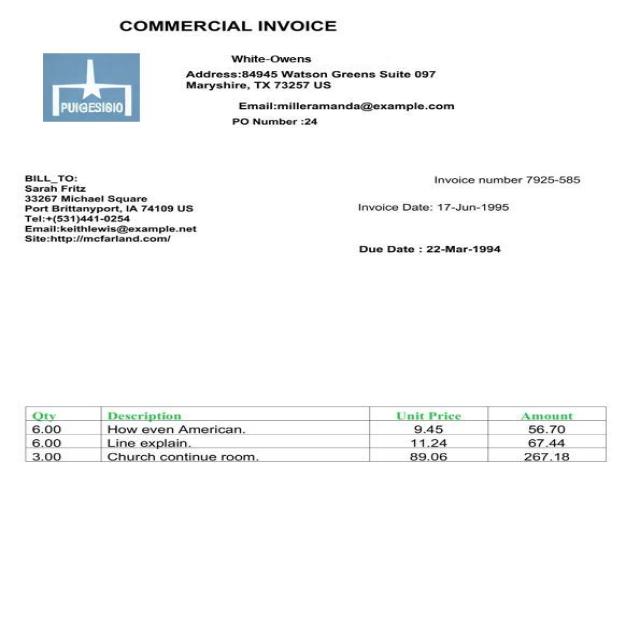 COMMERCIAL INVOICE
White-Owens
Address:84945 Watson Greens Suite 097
Maryshire, TX 73257 US
PUIGESIGIO
Email:milleramanda@example.com
PO Number :24
BILL_TO:
Sarah Fritz
33267 Michael Square
Port Brittanyport, IA 74109 US
Tel:+(531)441-0254
Email:keithlewis@example.net
Site:http://mcfarland.com/
Invoice number 7925-585
Invoice Date: 17-Jun-1995
Due Date : 22-Mar-1994
Qty Description Unit Price Amount
6.00 How even American. 9.45 56.70
6.00 Line explain. 11.24 67.44
3.00 Church continue room. 89.06 267.18